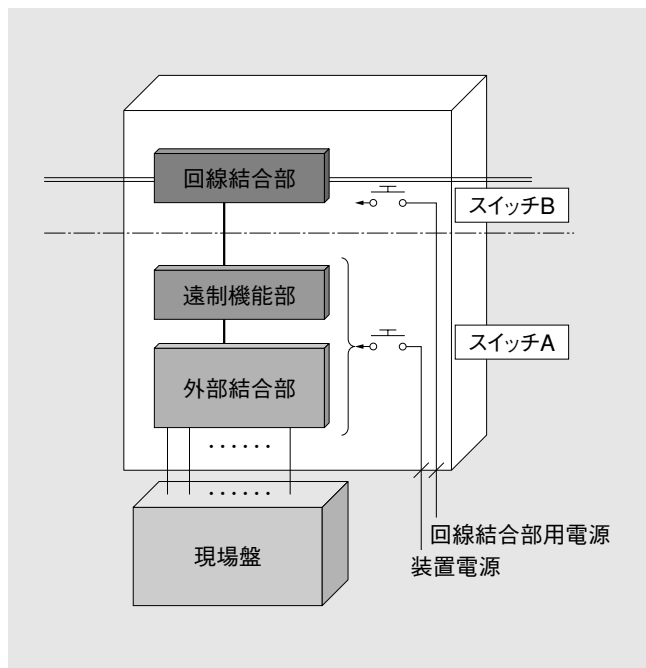 回線結合部
スイッチB
遠制機能部
スイッチA
外部結合部
・・・・・・
・・・・・・
回線結合部用電源
現場盤
装置電源